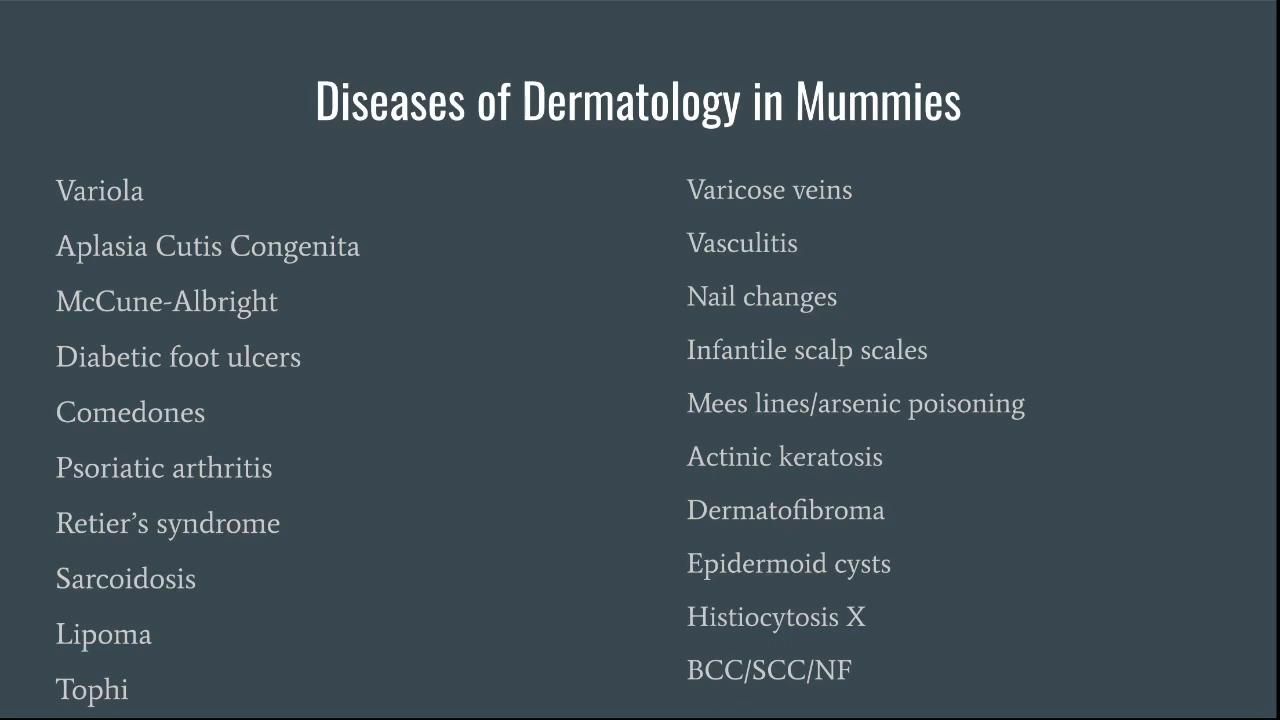 Diseases of Dermatology in Mummies
Variola
Aplasia Cutis Congenita
McCune-Albright
Diabetic foot ulcers
Comedones
Psoriatic arthritis
Retier’s syndrome
Sarcoidosis
Lipoma
Tophi
Varicose veins
Vasculitis
Nail changes
Infantile scalp scales
Mees lines/arsenic poisoning
Actinic keratosis
Dermatofibroma
Epidermoid cysts
Histiocytosis X
BCC/SCC/NF